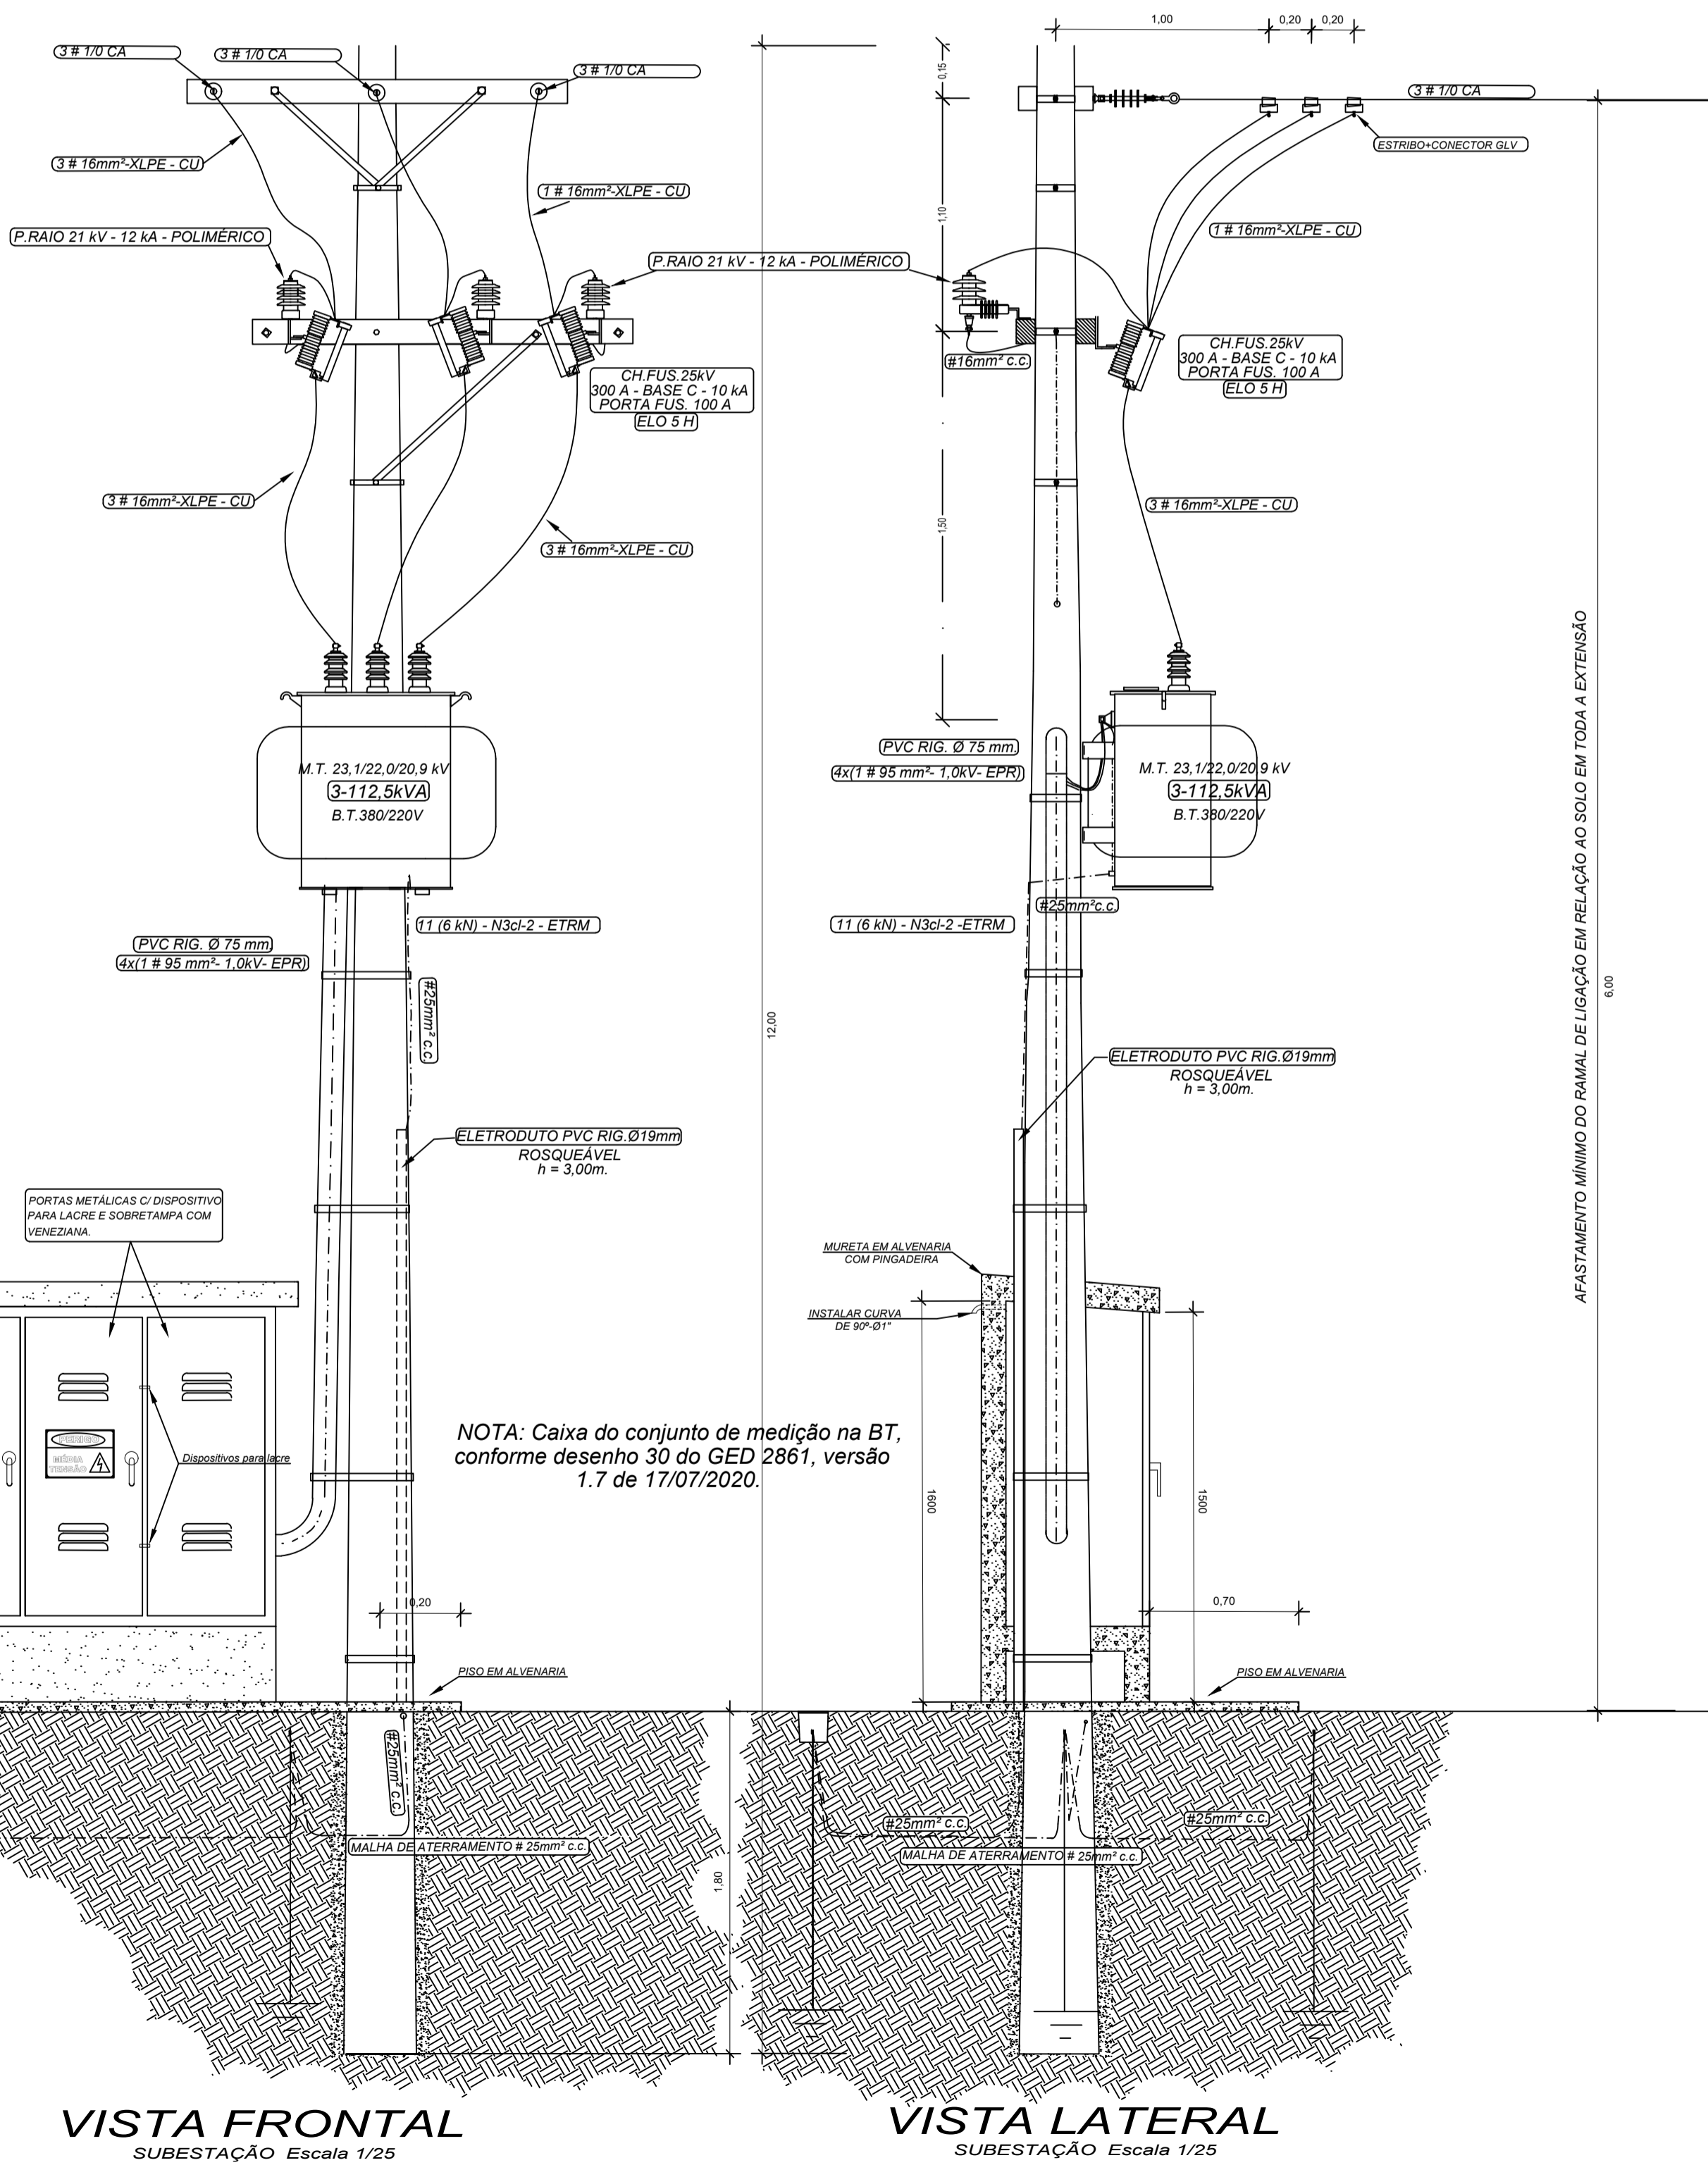 3 # 1/0 CA
3 # 1/0 CA
3 # 1/0 CA
3 # 16mm²-XLPE - CU
1 # 16mm²-XLPE - CU
P.RAIO 21 kV - 12 kA - POLIMÉRICO
P.RAIO 21 kV - 12 kA - POLIMÉRICO
CH.FUS.25kV
300 A - BASE C - 10 kA
PORTA FUS. 100 A
ELO 5 H
3 # 16mm²-XLPE - CU
3 # 16mm²-XLPE - CU
M.T. 23,1/22,0/20,9 kV
3-112,5kVA
B.T.380/220V
11 (6 kN) - N3cl-2 - ETRM
PVC RIG. Ø 75 mm.
4x(1 # 95 mm²- 1,0kV- EPR)
#25mm² c.c.
ELETRODUTO PVC RIG.Ø19mm
ROSQUEÁVEL
h = 3,00m.
PORTAS METÁLICAS C/ DISPOSITIVO
PARA LACRE E SOBRETAMPA COM
VENEZIANA.
PERIGO
MÉDIA
TENSÃO
Dispositivos para lacre
NOTA: Caixa do conjunto de medição na BT,
conforme desenho 30 do GED 2861, versão
1.7 de 17/07/2020.
0,20
PISO EM ALVENARIA
#25mm² c.c.
MALHA DE ATERRAMENTO # 25mm² c.c.
1,80
12,00
VISTA FRONTAL
SUBESTAÇÃO Escala 1/25
1,00
0,20
0,20
0,15
3 # 1/0 CA
ESTRIBO+CONECTOR GLV
1,10
1 # 16mm²-XLPE - CU
#16mm² c.c.
CH.FUS.25kV
300 A - BASE C - 10 kA
PORTA FUS. 100 A
ELO 5 H
1,50
3 # 16mm²-XLPE - CU
PVC RIG. Ø 75 mm.
4x(1 # 95 mm²- 1,0kV- EPR)
M.T. 23,1/22,0/20,9 kV
3-112,5kVA
B.T.380/220V
#25mm²c.c.
11 (6 kN) - N3cl-2 -ETRM
ELETRODUTO PVC RIG.Ø19mm
ROSQUEÁVEL
h = 3,00m.
AFASTAMENTO MÍNIMO DO RAMAL DE LIGAÇÃO EM RELAÇÃO AO SOLO EM TODA A EXTENSÃO
6,00
MURETA EM ALVENARIA
COM PINGADEIRA
INSTALAR CURVA
DE 90º-Ø1"
1600
1500
0,70
PISO EM ALVENARIA
#25mm² c.c.
#25mm² c.c.
MALHA DE ATERRAMENTO # 25mm² c.c.
VISTA LATERAL
SUBESTAÇÃO Escala 1/25